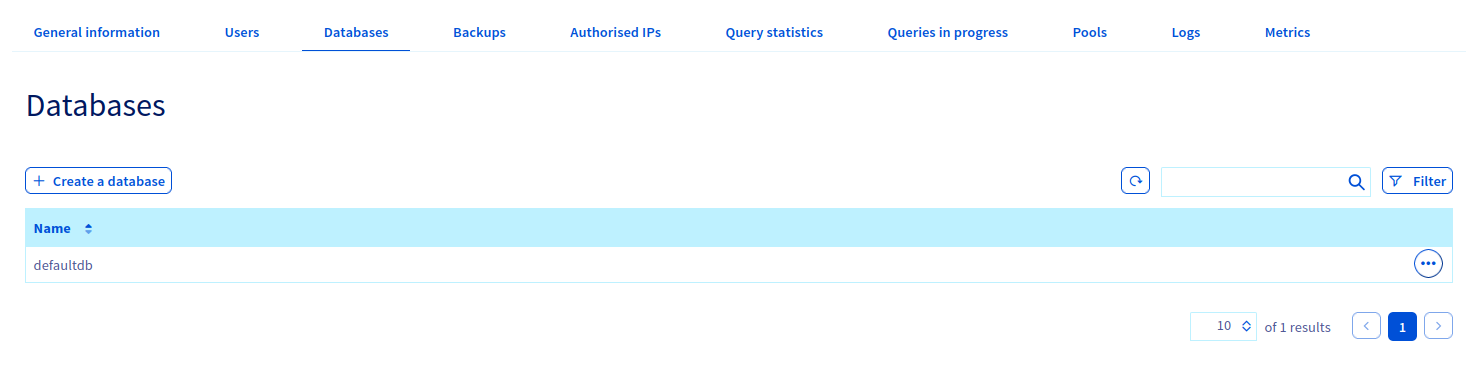 General information Users Databases Backups Authorised IPs Query statistics Queries in progress Pools Logs Metrics
Databases
Create a database Filter
Name
defaultdb
10 of 1 results 1